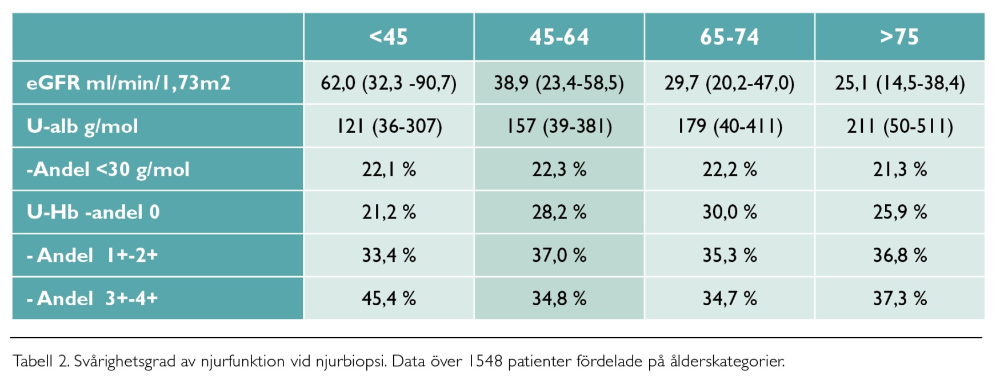 <45 45-64 65-74 >75
eGFR ml/min/1,73m2 62,0 (32,3 -90,7) 38,9 (23,4-58,5) 29,7 (20,2-47,0) 25,1 (14,5-38,4)
U-alb g/mol 121 (36-307) 157 (39-381) 179 (40-411) 211 (50-511)
-Andel <30 g/mol 22,1 % 22,3 % 22,2 % 21,3 %
U-Hb -andel 0 21,2 % 28,2 % 30,0 % 25,9 %
- Andel 1+-2+ 33,4 % 37,0 % 35,3 % 36,8 %
- Andel 3+-4+ 45,4 % 34,8 % 34,7 % 37,3 %
Tabell 2. Svårighetsgrad av njurfunktion vid njurbiopsi. Data över 1548 patienter fördelade på ålderskategorier.